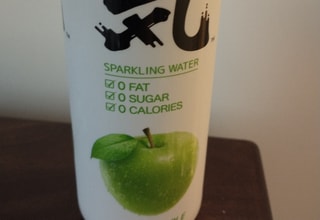 SPARKLING WATER
☑ 0 FAT
☑ 0 SUGAR
☑ 0 CALORIES